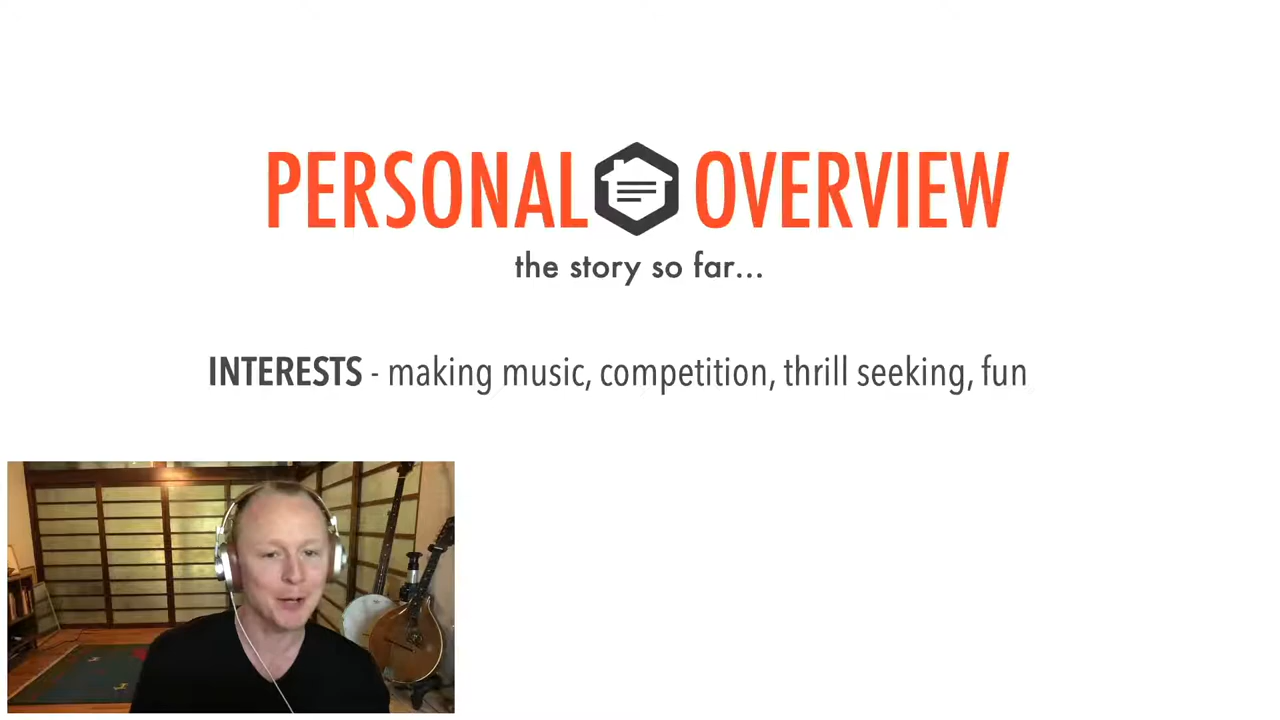 PERSONAL OVERVIEW
the story so far...
INTERESTS - making music, competition, thrill seeking, fun